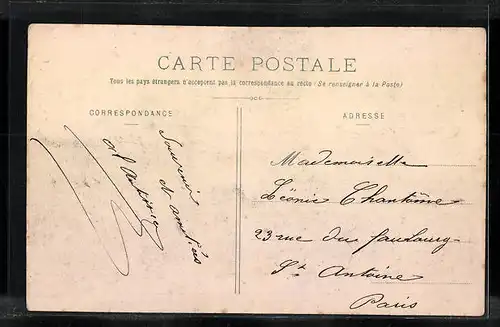 CARTE POSTALE
Tous les pays étrangers n'acceptent pas la correspondance au recto (Se renseigner à la Poste)
CORRESPONDANCE
ADRESSE
Souvenir
et amitiés
Mademoiselle
Léonie Chantôme
23 rue du faubourg
St Antoine
Paris